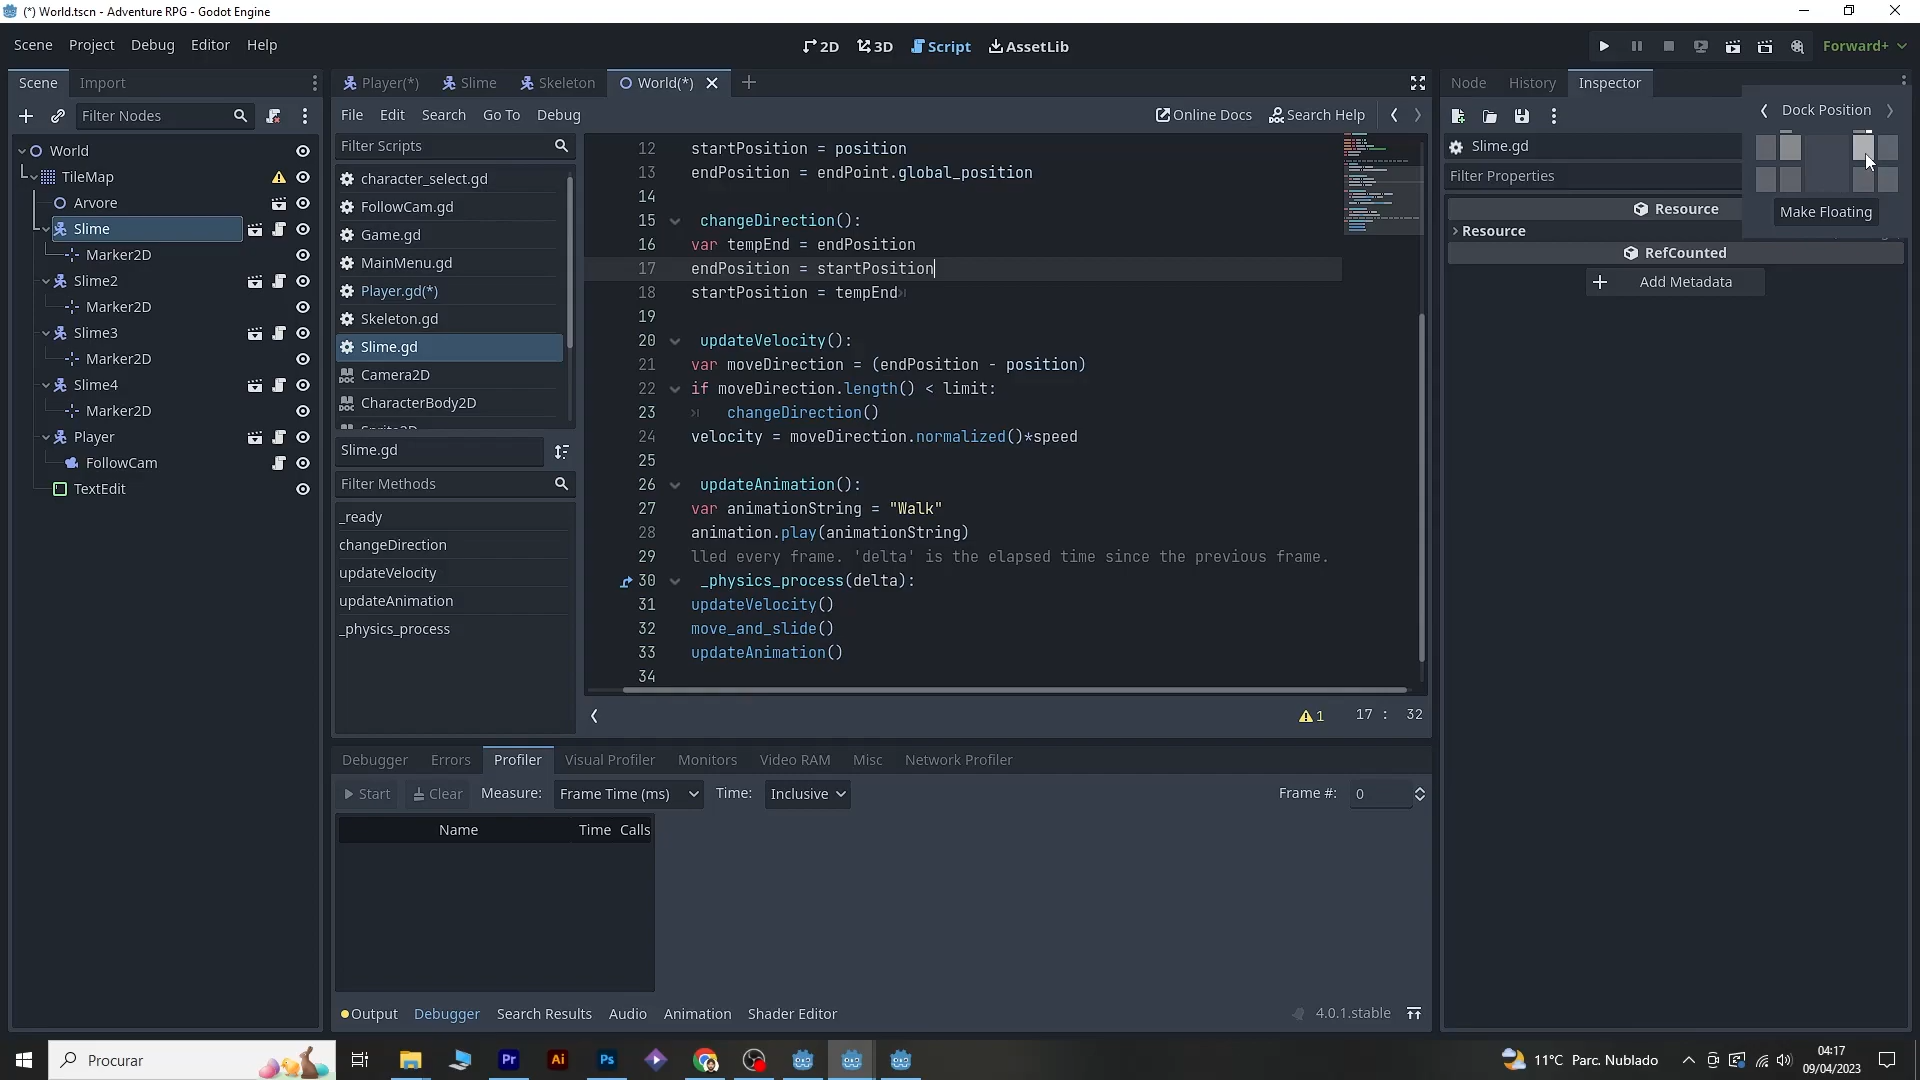 (*) World.tscn - Adventure RPG - Godot Engine
Scene Project Debug Editor Help
2D 3D Script AssetLib
Forward+
Scene Import
Player(*) Slime Skeleton World(*)
Node History Inspector
Filter Nodes
File Edit Search Go To Debug
Online Docs Search Help
Dock Position
Make Floating
World
TileMap
Arvore
Slime
Marker2D
Slime2
Marker2D
Slime3
Marker2D
Slime4
Marker2D
Player
FollowCam
TextEdit
Filter Scripts
character_select.gd
FollowCam.gd
Game.gd
MainMenu.gd
Player.gd(*)
Skeleton.gd
Slime.gd
Camera2D
CharacterBody2D
Slime.gd
Filter Methods
_ready
changeDirection
updateVelocity
updateAnimation
_physics_process
12 startPosition = position
13 endPosition = endPoint.global_position
14
15 changeDirection():
16 var tempEnd = endPosition
17 endPosition = startPosition
18 startPosition = tempEnd
19
20 updateVelocity():
21 var moveDirection = (endPosition - position)
22 if moveDirection.length() < limit:
23 changeDirection()
24 velocity = moveDirection.normalized()*speed
25
26 updateAnimation():
27 var animationString = "Walk"
28 animation.play(animationString)
29 lled every frame. 'delta' is the elapsed time since the previous frame.
30 _physics_process(delta):
31 updateVelocity()
32 move_and_slide()
33 updateAnimation()
34
1 17 : 32
Slime.gd
Filter Properties
Resource
Resource
RefCounted
Add Metadata
Debugger Errors Profiler Visual Profiler Monitors Video RAM Misc Network Profiler
Start Clear Measure: Frame Time (ms) Time: Inclusive Frame #: 0
Name Time Calls
Output Debugger Search Results Audio Animation Shader Editor
4.0.1.stable
Procurar
Pr Ai Ps
11°C Parc. Nublado
04:17
09/04/2023